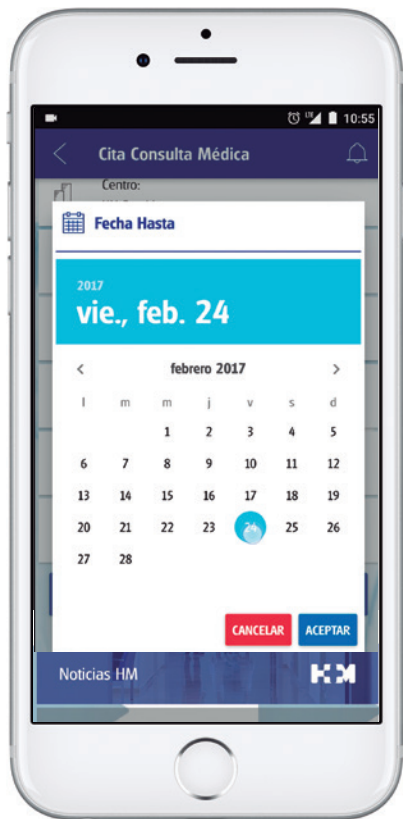 LTE 10:55
Cita Consulta Médica
Centro:
Fecha Hasta
2017
vie., feb. 24
< febrero 2017 >
l m m j v s d
1 2 3 4 5
6 7 8 9 10 11 12
13 14 15 16 17 18 19
20 21 22 23 24 25 26
27 28
CANCELAR ACEPTAR
Noticias HM HM